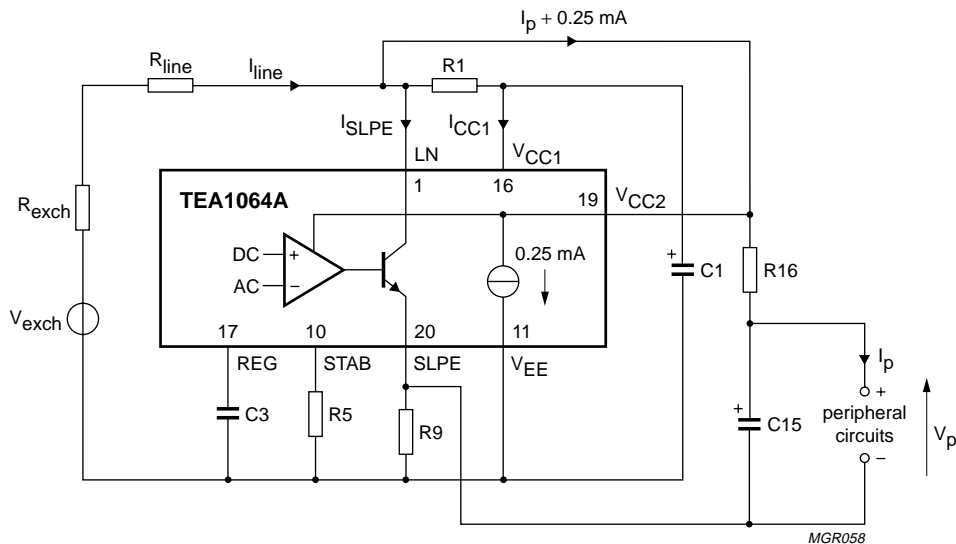 Ip + 0.25 mA
Rline
Iline
R1
ISLPE
ICC1
LN
VCC1
1
16
TEA1064A
19
VCC2
Rexch
DC
+
AC
−
0.25 mA
+
C1
R16
Vexch
17
10
20
11
REG
STAB
SLPE
VEE
Ip
C3
R5
R9
+
C15
+
peripheral
circuits
−
Vp
MGR058